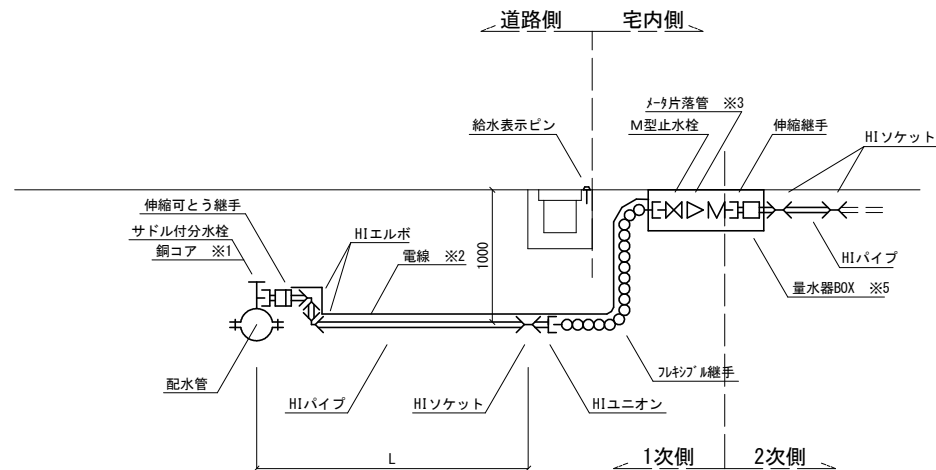 道路側
宅内側
メータ片落管 ※3
給水表示ピン
M型止水栓
伸縮継手
HIソケット
伸縮可とう継手
サドル付分水栓
HIエルボ
銅コア ※1
電線 ※2
1000
HIパイプ
量水器BOX ※5
配水管
フレキシブル継手
HIパイプ
HIソケット
HIユニオン
L
1次側
2次側